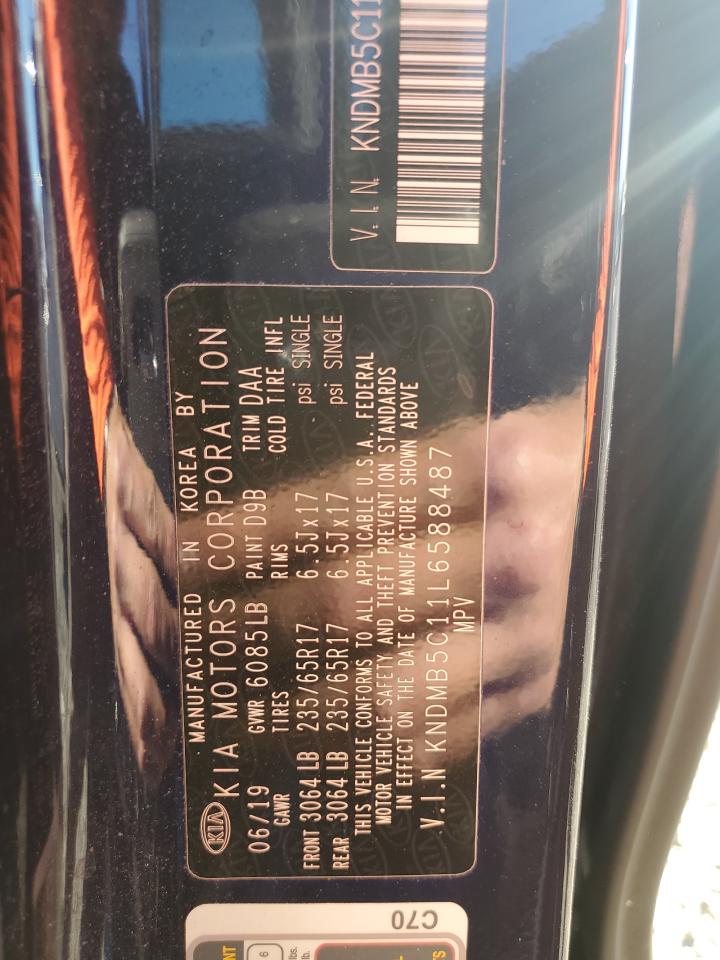 V.I.N. KNDMB5C11
KIA
MANUFACTURED IN KOREA BY
KIA MOTORS CORPORATION
06/19 GVWR 6085LB PAINT D9B TRIM DAA
GAWR TIRES RIMS COLD TIRE INFL
FRONT 3064LB 235/65R17 6.5Jx17 psi SINGLE
REAR 3064LB 235/65R17 6.5Jx17 psi SINGLE
THIS VEHICLE CONFORMS TO ALL APPLICABLE U.S.A. FEDERAL
MOTOR VEHICLE SAFETY AND THEFT PREVENTION STANDARDS
IN EFFECT ON THE DATE OF MANUFACTURE SHOWN ABOVE
V.I.N KNDMB5C11L6588487
MPV
C70
6
lb.